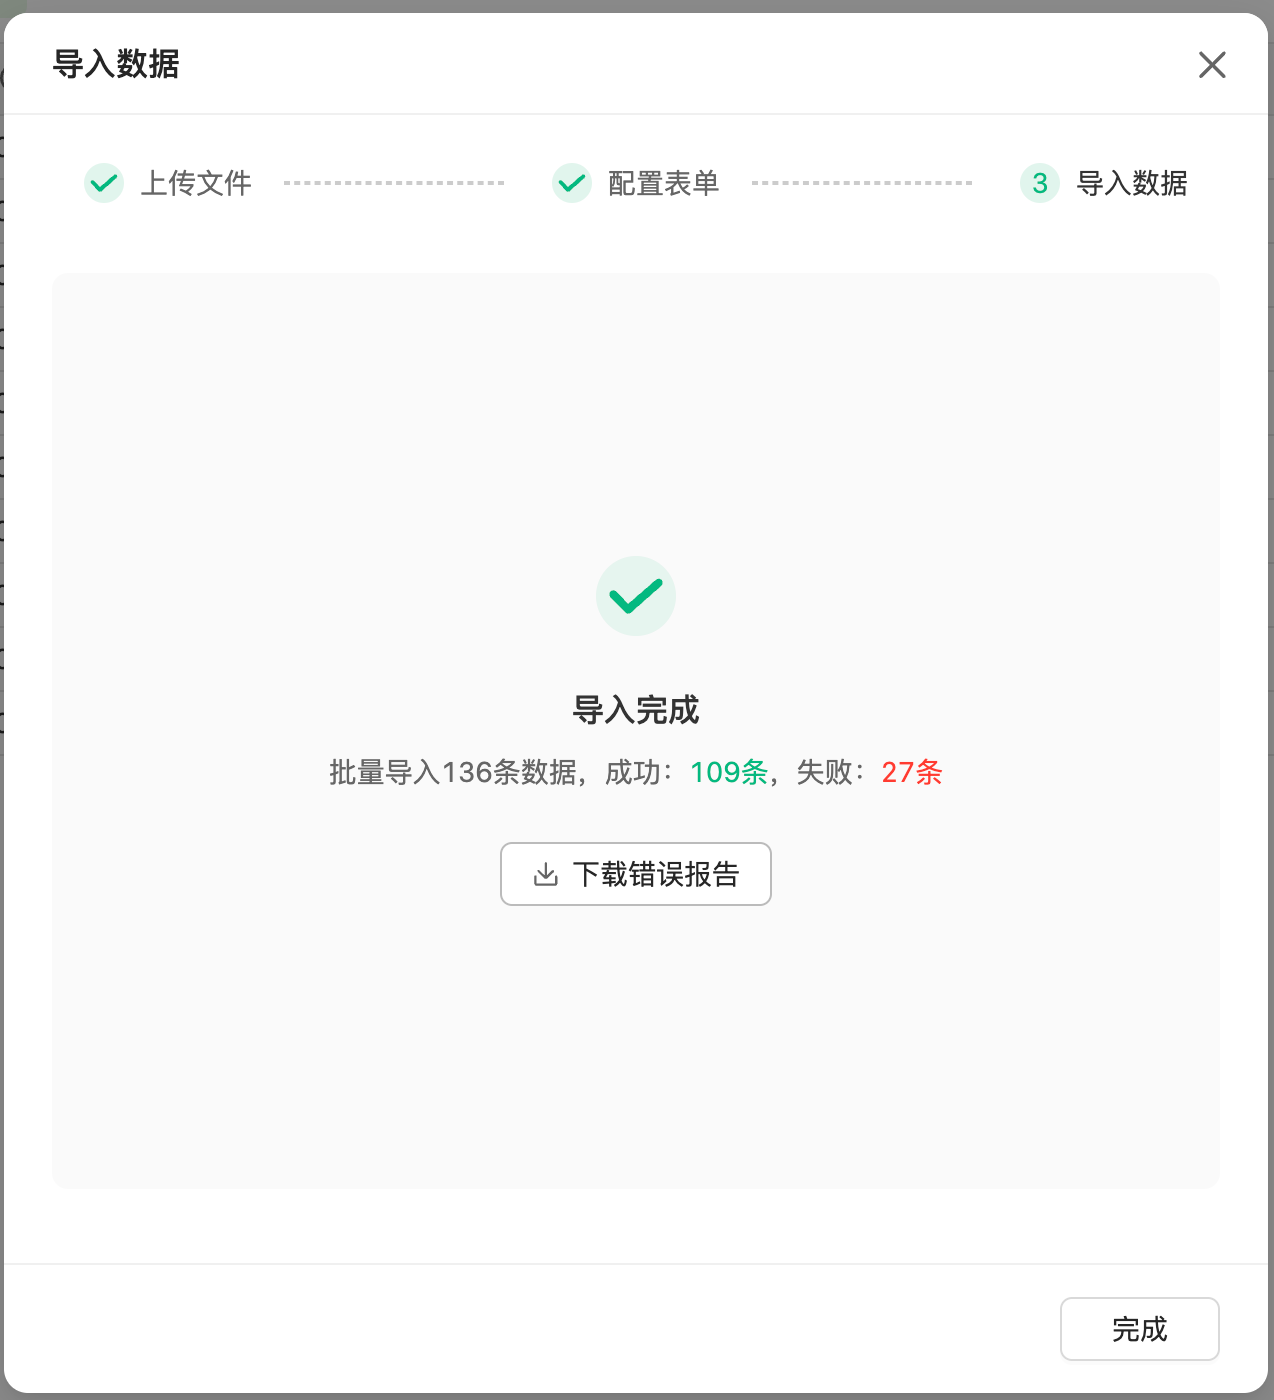 导入数据
上传文件
配置表单
3 导入数据
导入完成
批量导入136条数据，成功：109条，失败：27条
下载错误报告
完成